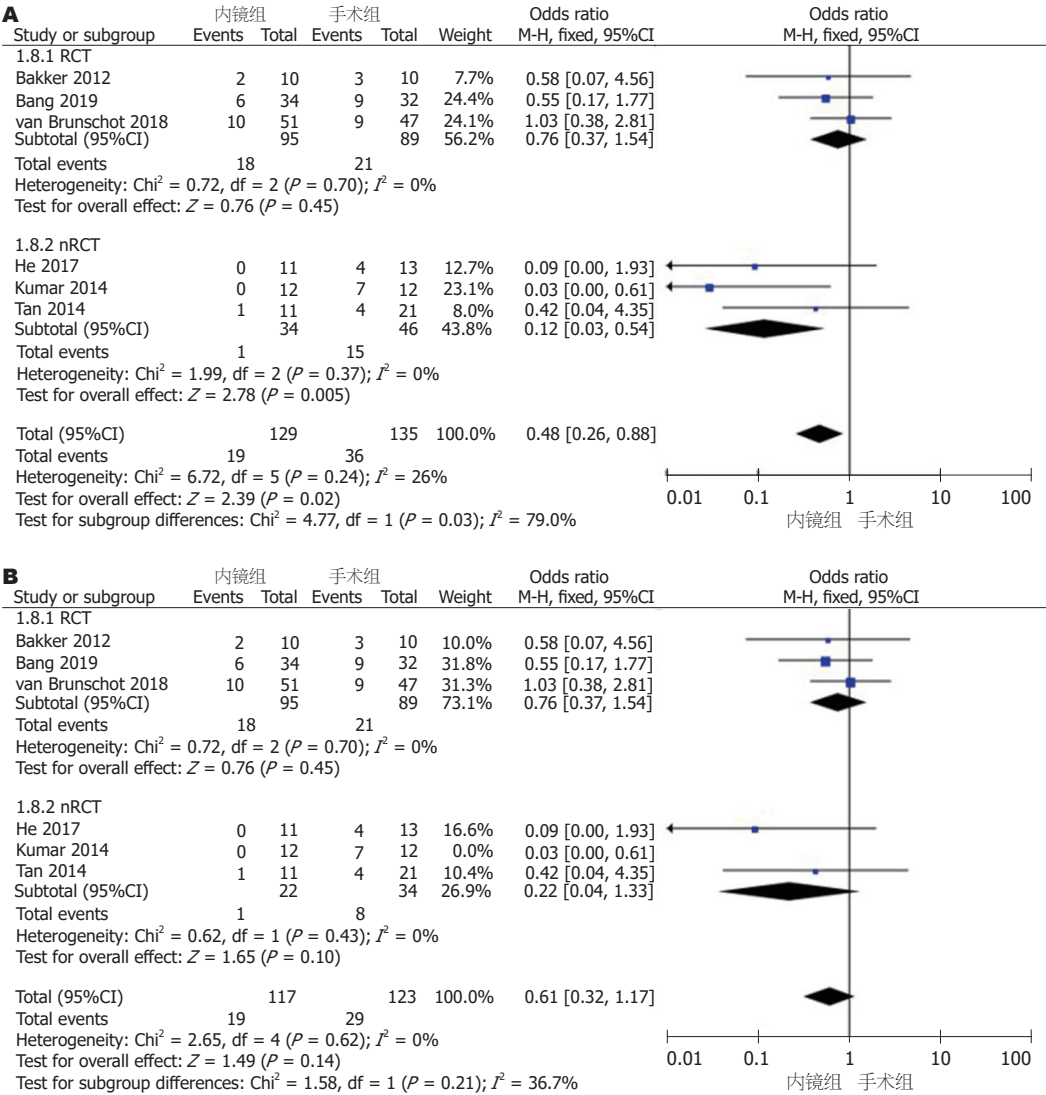 A
内镜组 手术组 Odds ratio Odds ratio
Study or subgroup Events Total Events Total Weight M-H, fixed, 95%CI M-H, fixed, 95%CI
1.8.1 RCT
Bakker 2012 2 10 3 10 7.7% 0.58 [0.07, 4.56]
Bang 2019 6 34 9 32 24.4% 0.55 [0.17, 1.77]
van Brunschot 2018 10 51 9 47 24.1% 1.03 [0.38, 2.81]
Subtotal (95%CI) 95 89 56.2% 0.76 [0.37, 1.54]
Total events 18 21
Heterogeneity: Chi² = 0.72, df = 2 (P = 0.70); I² = 0%
Test for overall effect: Z = 0.76 (P = 0.45)
1.8.2 nRCT
He 2017 0 11 4 13 12.7% 0.09 [0.00, 1.93]
Kumar 2014 0 12 7 12 23.1% 0.03 [0.00, 0.61]
Tan 2014 1 11 4 21 8.0% 0.42 [0.04, 4.35]
Subtotal (95%CI) 34 46 43.8% 0.12 [0.03, 0.54]
Total events 1 15
Heterogeneity: Chi² = 1.99, df = 2 (P = 0.37); I² = 0%
Test for overall effect: Z = 2.78 (P = 0.005)
Total (95%CI) 129 135 100.0% 0.48 [0.26, 0.88]
Total events 19 36
Heterogeneity: Chi² = 6.72, df = 5 (P = 0.24); I² = 26%
Test for overall effect: Z = 2.39 (P = 0.02)
Test for subgroup differences: Chi² = 4.77, df = 1 (P = 0.03); I² = 79.0%
0.01 0.1 1 10 100
内镜组 手术组
B
内镜组 手术组 Odds ratio Odds ratio
Study or subgroup Events Total Events Total Weight M-H, fixed, 95%CI M-H, fixed, 95%CI
1.8.1 RCT
Bakker 2012 2 10 3 10 10.0% 0.58 [0.07, 4.56]
Bang 2019 6 34 9 32 31.8% 0.55 [0.17, 1.77]
van Brunschot 2018 10 51 9 47 31.3% 1.03 [0.38, 2.81]
Subtotal (95%CI) 95 89 73.1% 0.76 [0.37, 1.54]
Total events 18 21
Heterogeneity: Chi² = 0.72, df = 2 (P = 0.70); I² = 0%
Test for overall effect: Z = 0.76 (P = 0.45)
1.8.2 nRCT
He 2017 0 11 4 13 16.6% 0.09 [0.00, 1.93]
Kumar 2014 0 12 7 12 0.0% 0.03 [0.00, 0.61]
Tan 2014 1 11 4 21 10.4% 0.42 [0.04, 4.35]
Subtotal (95%CI) 22 34 26.9% 0.22 [0.04, 1.33]
Total events 1 8
Heterogeneity: Chi² = 0.62, df = 1 (P = 0.43); I² = 0%
Test for overall effect: Z = 1.65 (P = 0.10)
Total (95%CI) 117 123 100.0% 0.61 [0.32, 1.17]
Total events 19 29
Heterogeneity: Chi² = 2.65, df = 4 (P = 0.62); I² = 0%
Test for overall effect: Z = 1.49 (P = 0.14)
Test for subgroup differences: Chi² = 1.58, df = 1 (P = 0.21); I² = 36.7%
0.01 0.1 1 10 100
内镜组 手术组